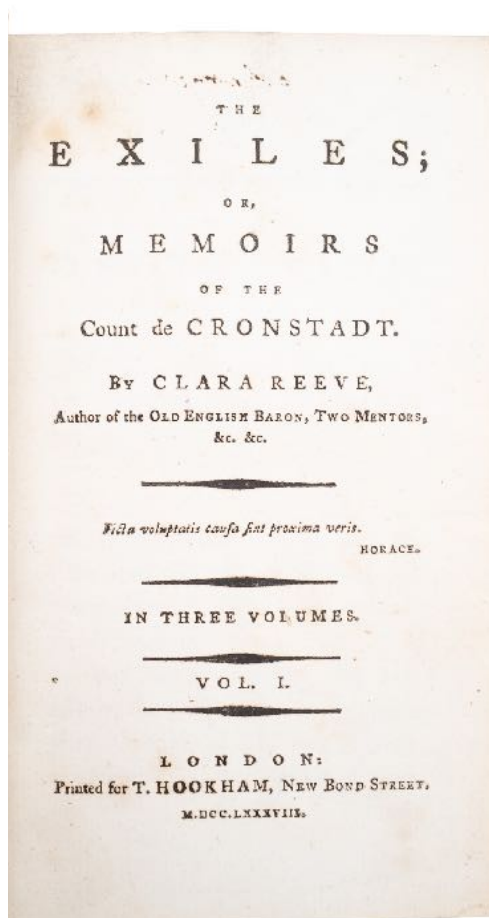 THE
EXILES;
OR,
MEMOIRS
OF THE
Count de CRONSTADT.
BY CLARA REEVE,
Author of the OLD ENGLISH BARON, TWO MENTORS,
&c. &c.
Ficta voluptatis cauſa ſint proxima veris.
HORACE.
IN THREE VOLUMES.
VOL. I.
LONDON:
Printed for T. HOOKHAM, NEW BOND STREET.
M.DCC.LXXXVIII.